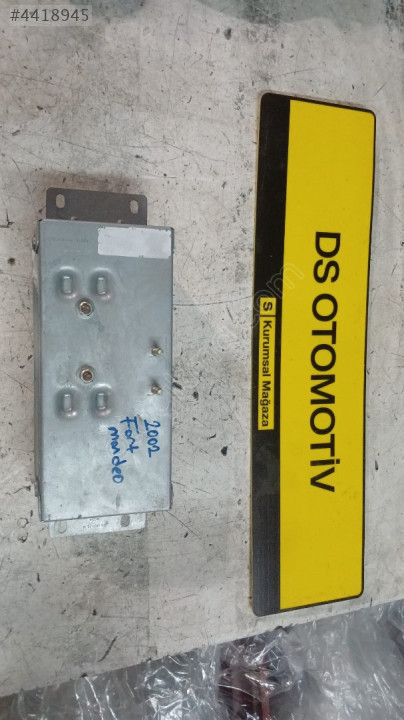 #4418945
DS OTOMOTİV
S Kurumsal Mağaza
2002
Fort
mondeo